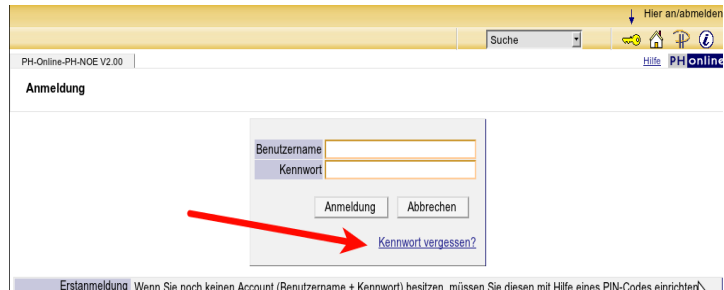 Hier an/abmelden
Suche
PH-Online-PH-NOE V2.00
Hilfe PH online
Anmeldung
Benutzername
Kennwort
Anmeldung Abbrechen
Kennwort vergessen?
Erstanmeldung Wenn Sie noch keinen Account (Benutzername + Kennwort) besitzen, müssen Sie diesen mit Hilfe eines PIN-Codes einrichten